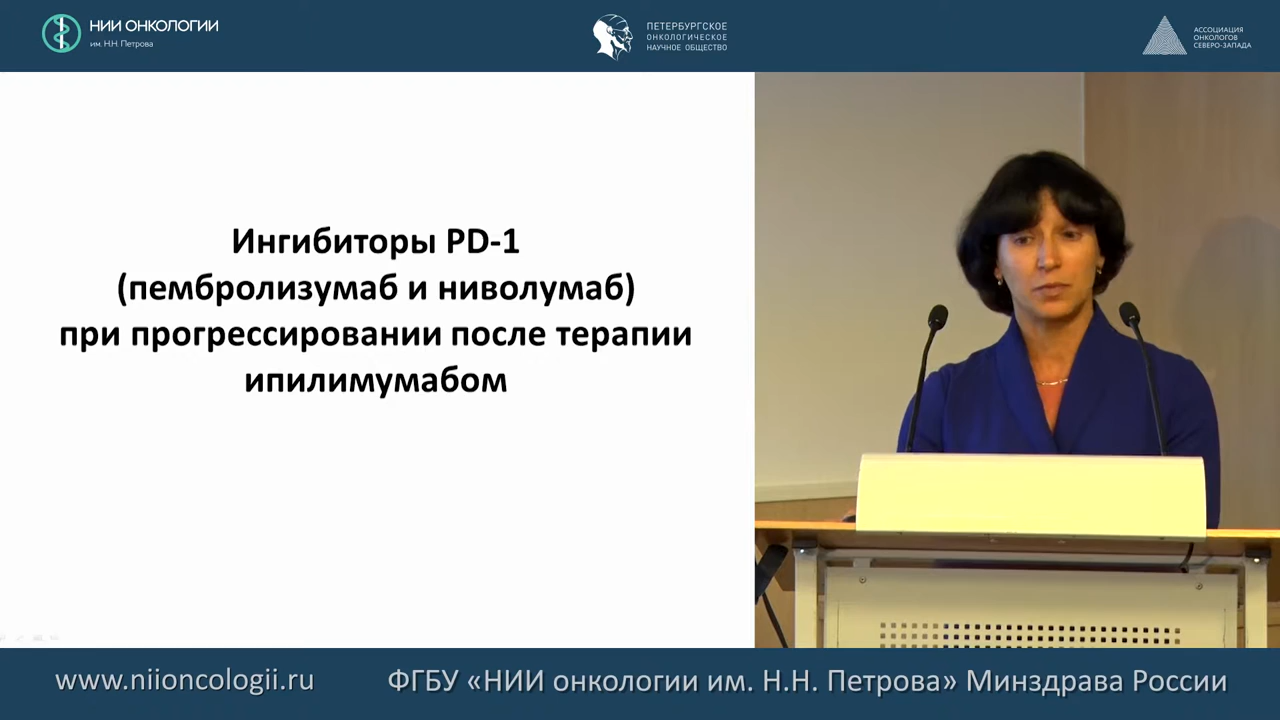 НИИ ОНКОЛОГИИ
им. Н.Н. Петрова
ПЕТЕРБУРГСКОЕ
ОНКОЛОГИЧЕСКОЕ
НАУЧНОЕ ОБЩЕСТВО
АССОЦИАЦИЯ
ОНКОЛОГОВ
СЕВЕРО-ЗАПАДА
Ингибиторы PD-1
(пембролизумаб и ниволумаб)
при прогрессировании после терапии
ипилимумабом
www.niioncologii.ru
ФГБУ «НИИ онкологии им. Н.Н. Петрова» Минздрава России